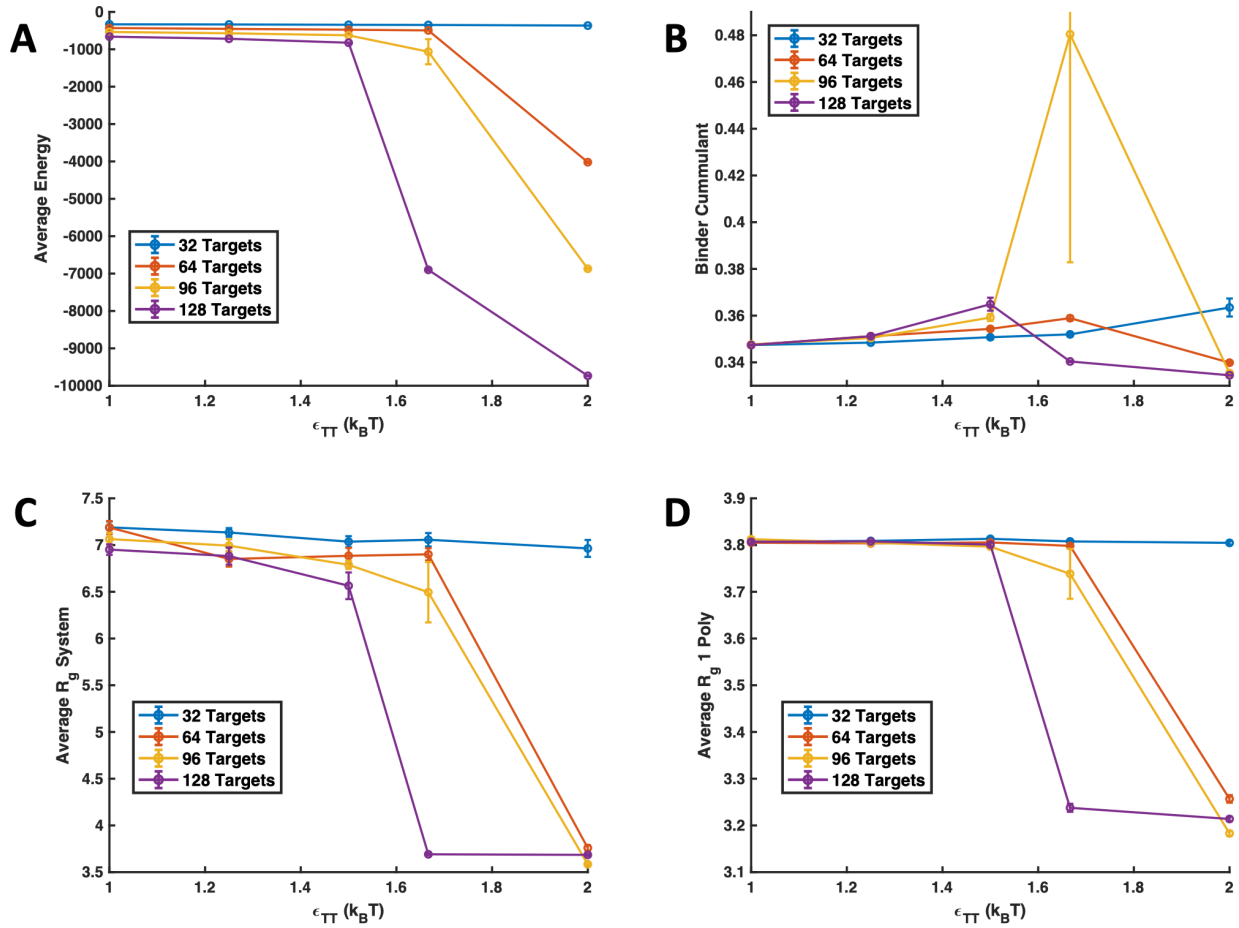 A
0
-1000
-2000
-3000
-4000
-5000
-6000
-7000
-8000
-9000
-10000
Average Energy
32 Targets
64 Targets
96 Targets
128 Targets
1 1.2 1.4 1.6 1.8 2
ϵTT (kBT)
B
0.48
0.46
0.44
0.42
0.4
0.38
0.36
0.34
Binder Cummulant
32 Targets
64 Targets
96 Targets
128 Targets
1 1.2 1.4 1.6 1.8 2
ϵTT (kBT)
C
7.5
7
6.5
6
5.5
5
4.5
4
3.5
Average Rg System
32 Targets
64 Targets
96 Targets
128 Targets
1 1.2 1.4 1.6 1.8 2
ϵTT (kBT)
D
3.9
3.8
3.7
3.6
3.5
3.4
3.3
3.2
3.1
Average Rg 1 Poly
32 Targets
64 Targets
96 Targets
128 Targets
1 1.2 1.4 1.6 1.8 2
ϵTT (kBT)